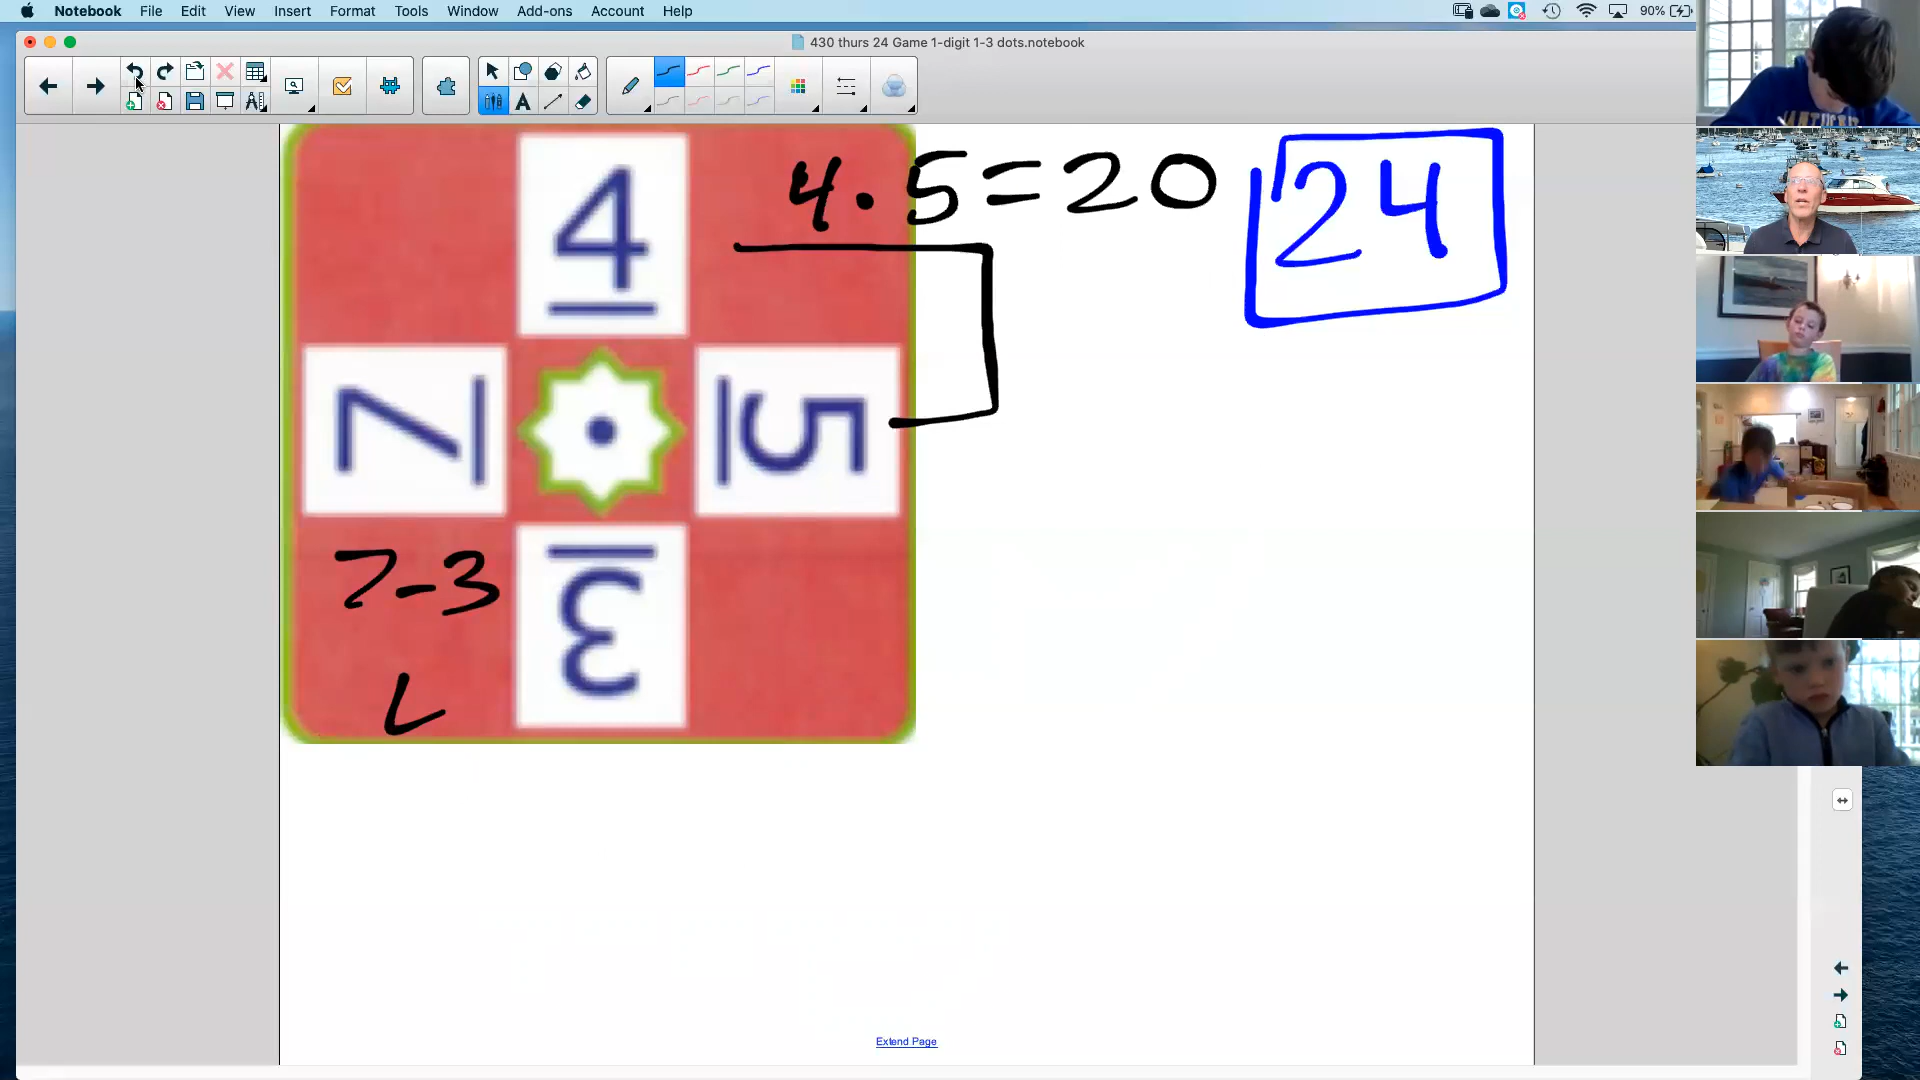 Notebook File Edit View Insert Format Tools Window Add-ons Account Help 90%
430 thurs 24 Game 1-digit 1-3 dots.notebook
A
4
4 · 5 = 20
24
7
5
7-3
3
Extend Page